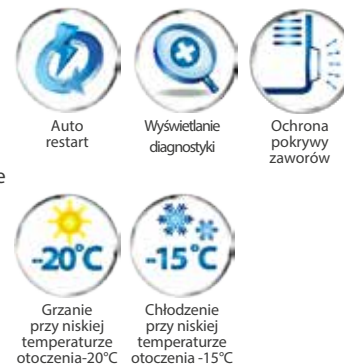 Auto
restart
Wyświetlanie
diagnostyki
Ochrona
pokrywy
zaworów
e
-20°C
-15°C
Grzanie
przy niskiej
temperaturze
otoczenia-20°C
Chłodzenie
przy niskiej
temperaturze
otoczenia -15°C